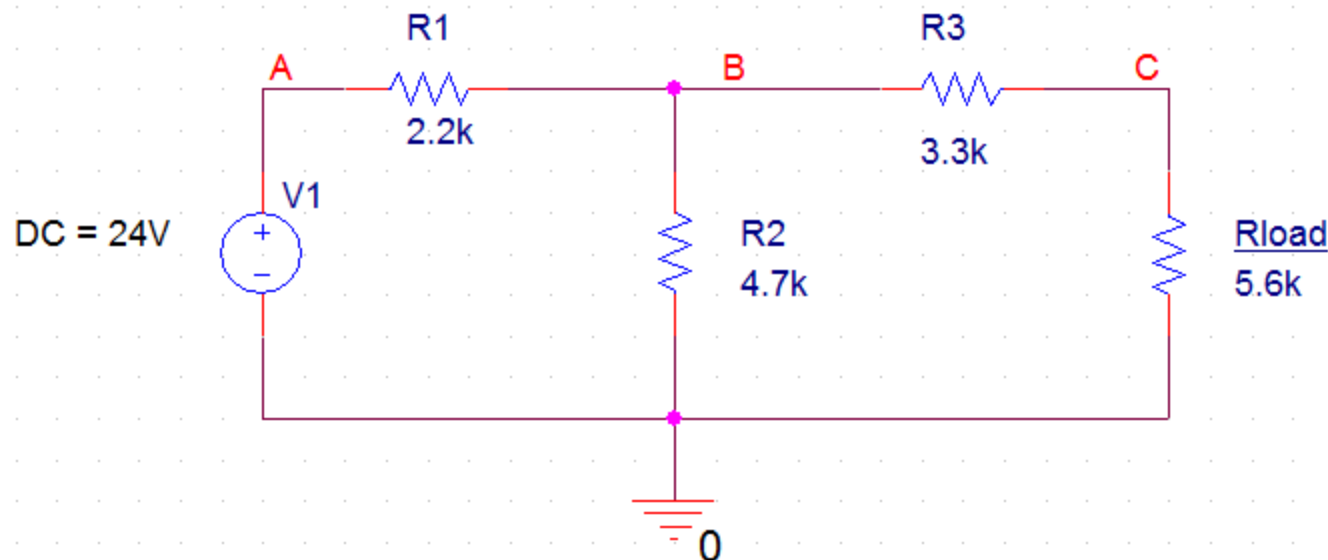 R1
R3
A
B
C
2.2k
3.3k
V1
DC = 24V
+
−
R2
4.7k
Rload
5.6k
0